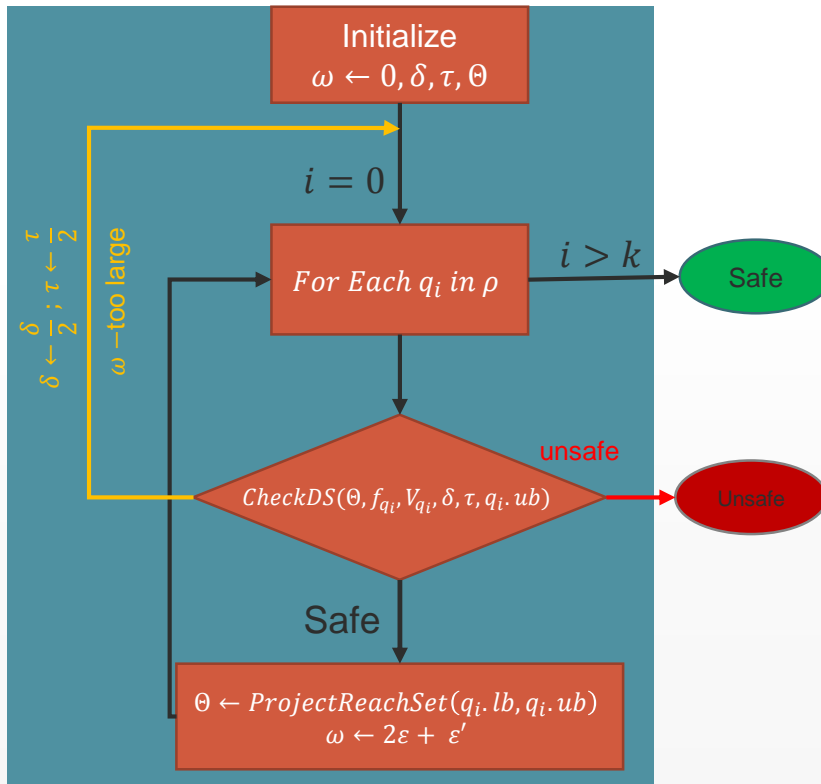 Initialize
ω ← 0, δ, τ, Θ
i = 0
For Each q_i in ρ
i > k
Safe
δ ← δ/2 ; τ ← τ/2
ω −too large
CheckDS(Θ, f_{q_i}, V_{q_i}, δ, τ, q_i.ub)
unsafe
Unsafe
Safe
Θ ← ProjectReachSet(q_i.lb, q_i.ub)
ω ← 2ε + ε′